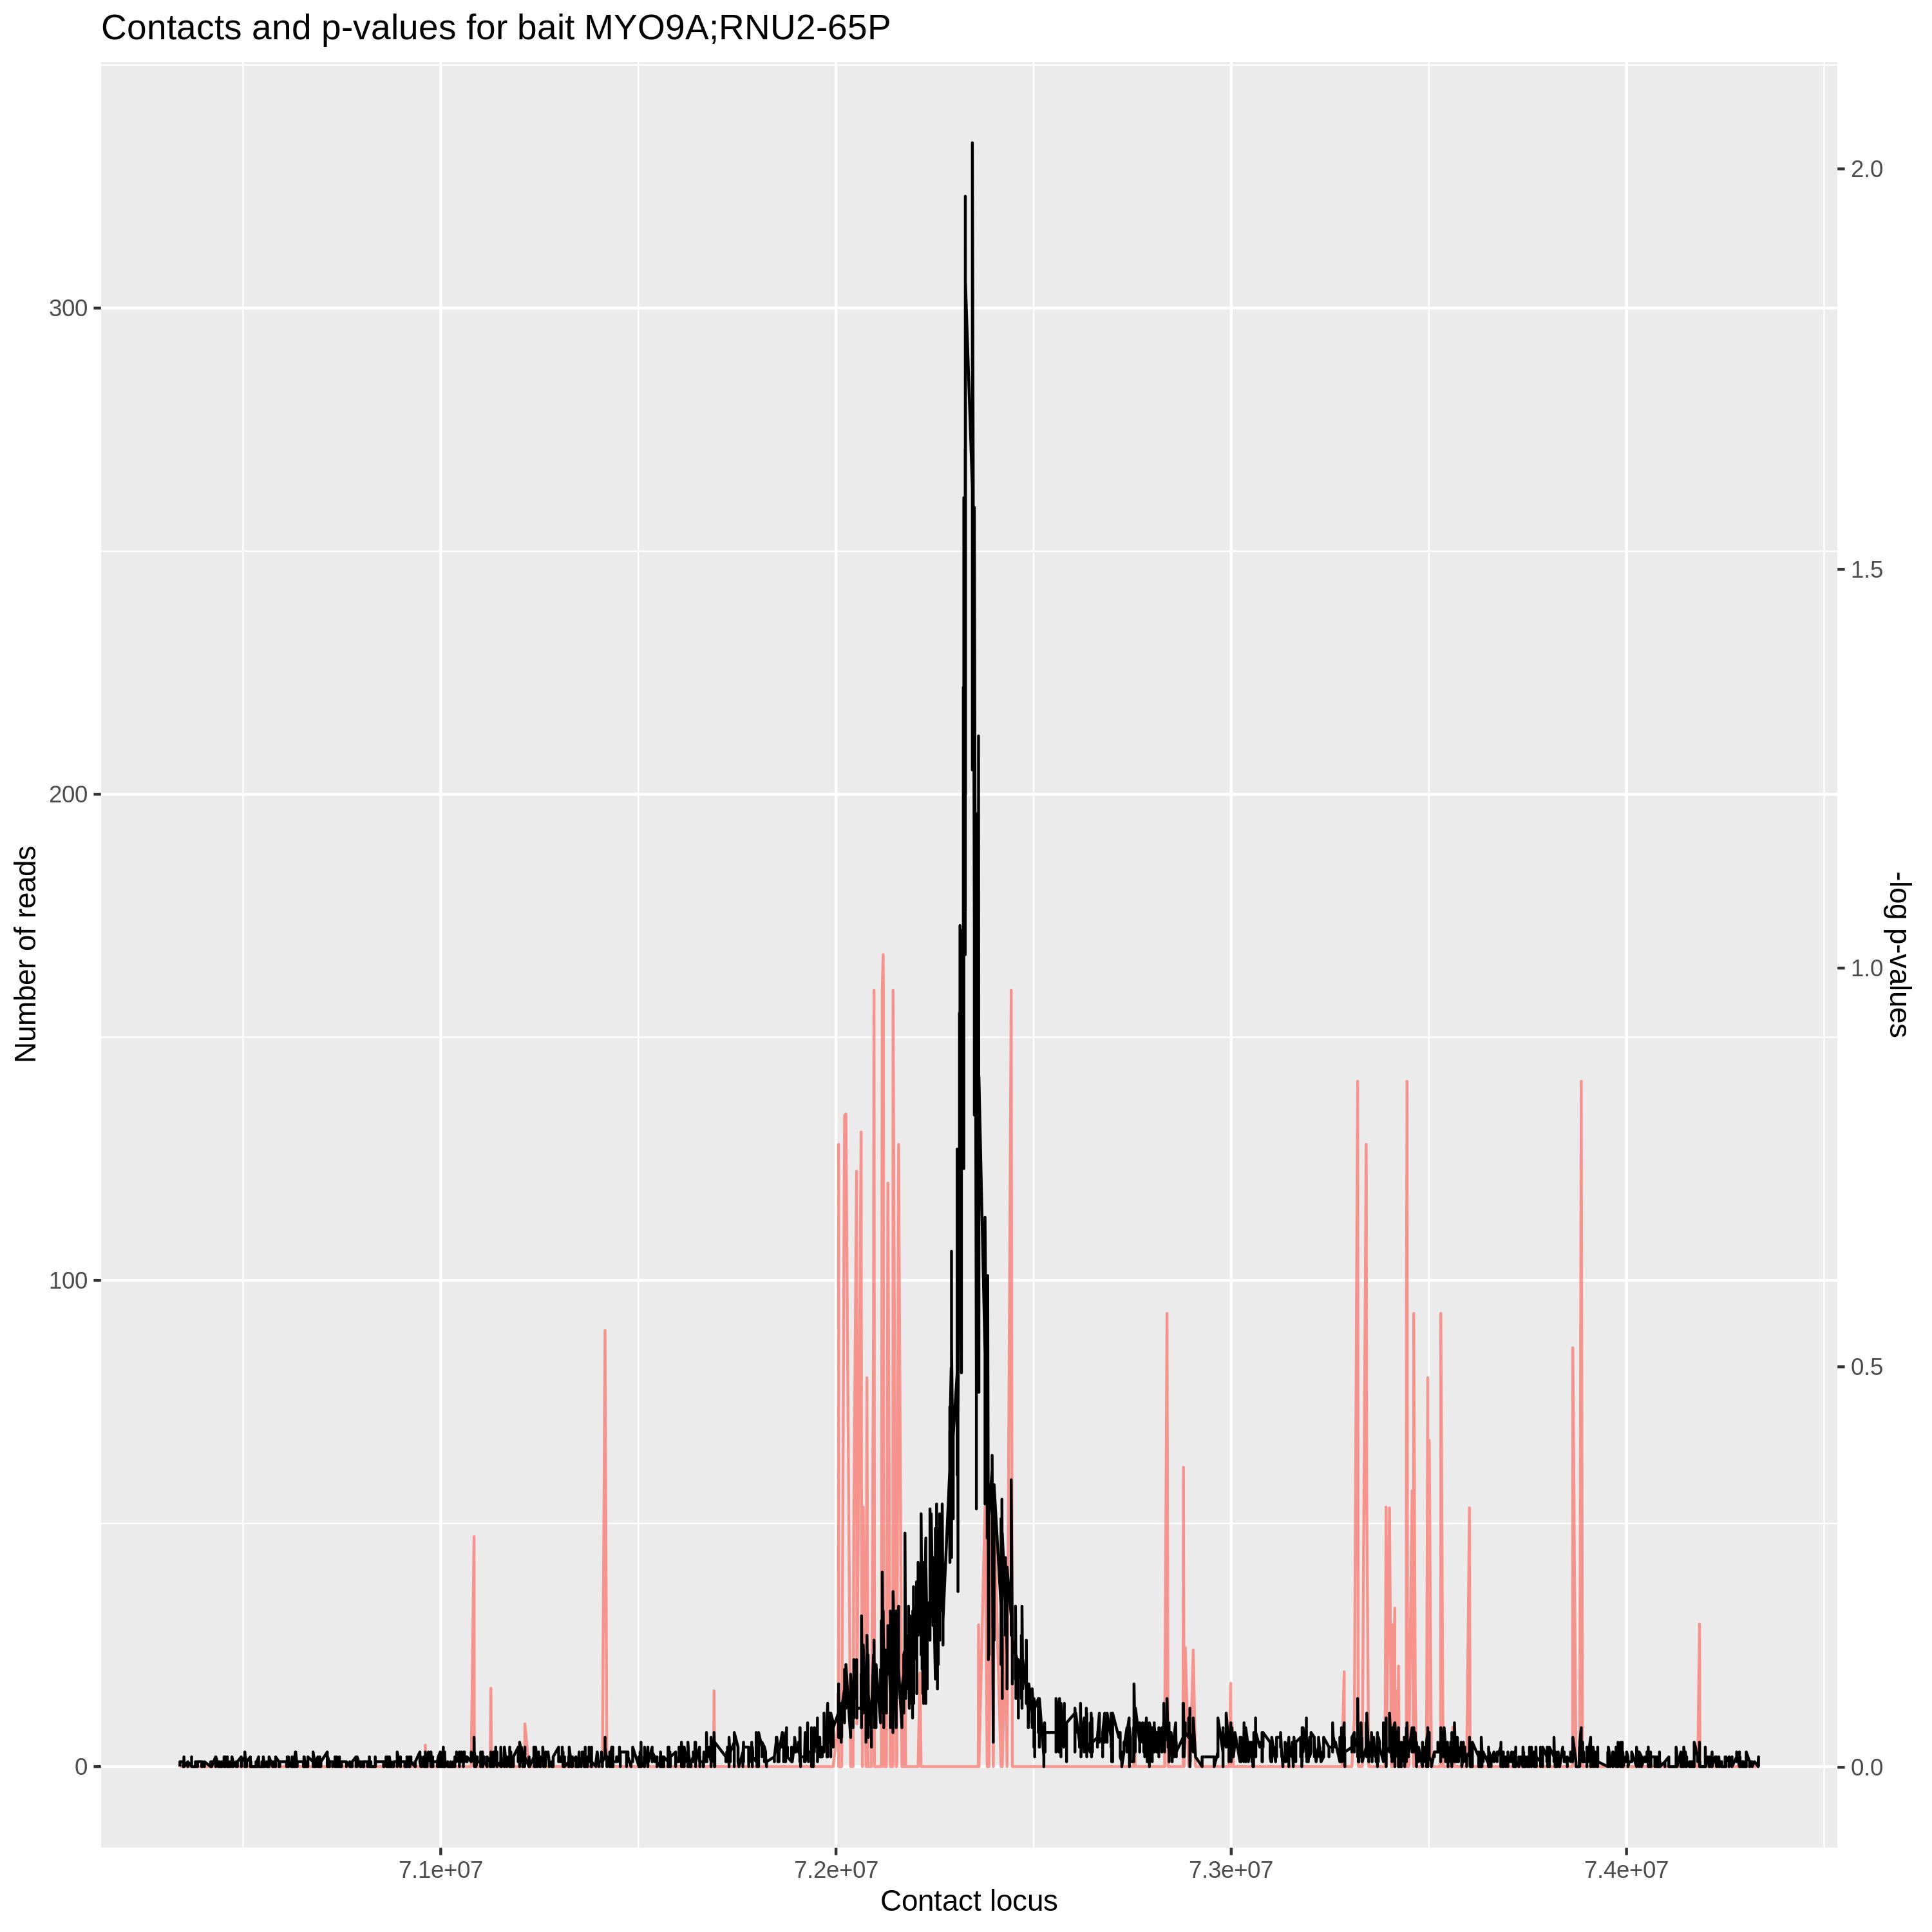 Contacts and p-values for bait MYO9A;RNU2-65P
Number of reads
300
200
100
0
2.0
1.5
1.0
0.5
0.0
-log p-values
7.1e+07
7.2e+07
7.3e+07
7.4e+07
Contact locus